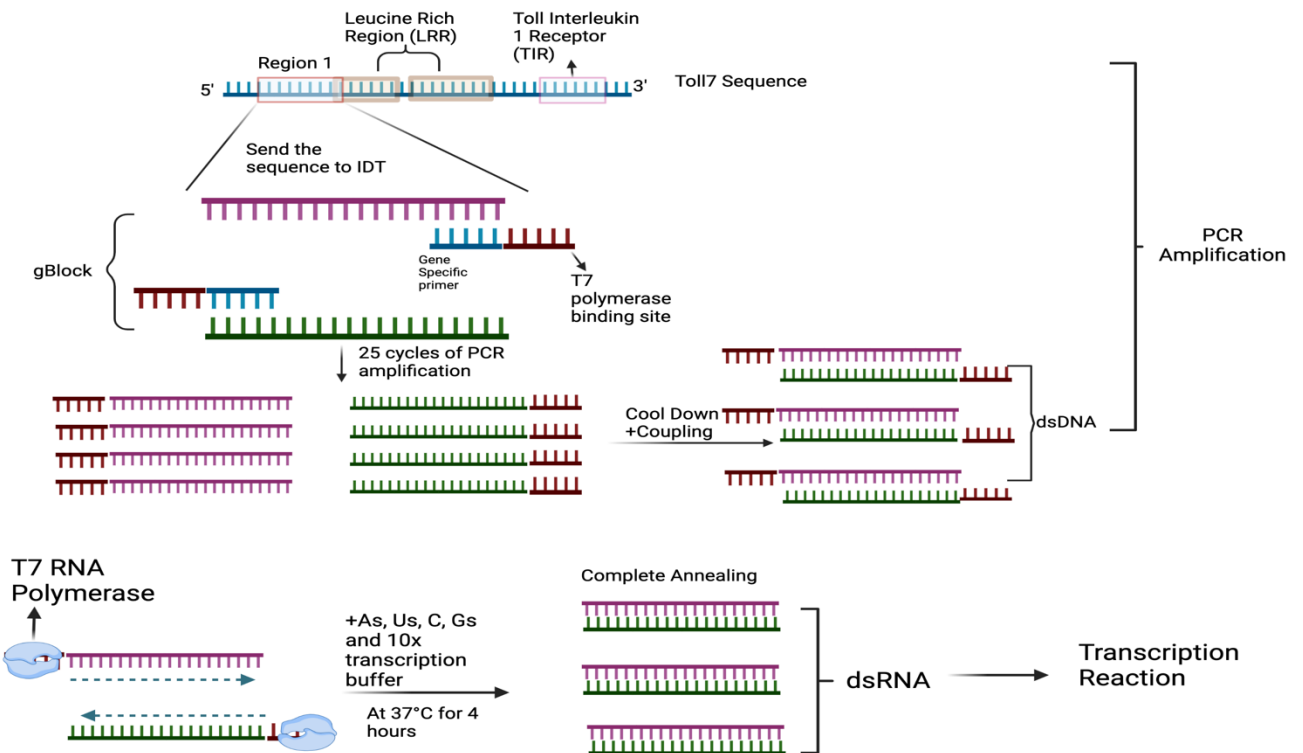 Leucine Rich
Region (LRR)
Toll Interleukin
1 Receptor
(TIR)
Region 1
5'
3'
Toll7 Sequence
Send the
sequence to IDT
gBlock
Gene
Specific
primer
T7
polymerase
binding site
PCR
Amplification
25 cycles of PCR
amplification
Cool Down
+Coupling
dsDNA
T7 RNA
Polymerase
+As, Us, C, Gs
and 10x
transcription
buffer
At 37°C for 4
hours
Complete Annealing
dsRNA
Transcription
Reaction